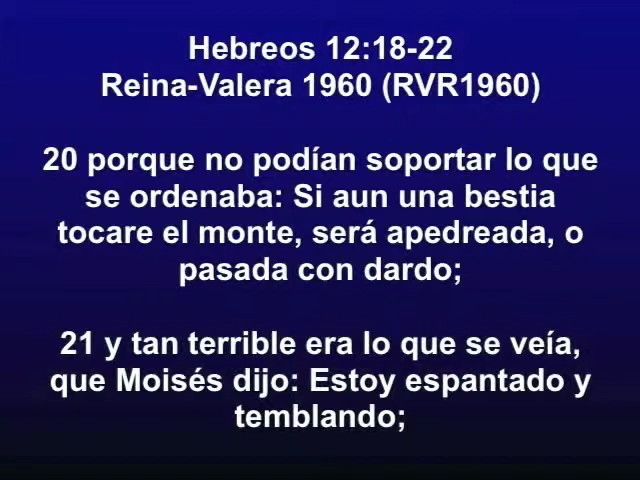 Hebreos 12:18-22
Reina-Valera 1960 (RVR1960)
20 porque no podían soportar lo que
se ordenaba: Si aun una bestia
tocare el monte, será apedreada, o
pasada con dardo;
21 y tan terrible era lo que se veía,
que Moisés dijo: Estoy espantado y
temblando;